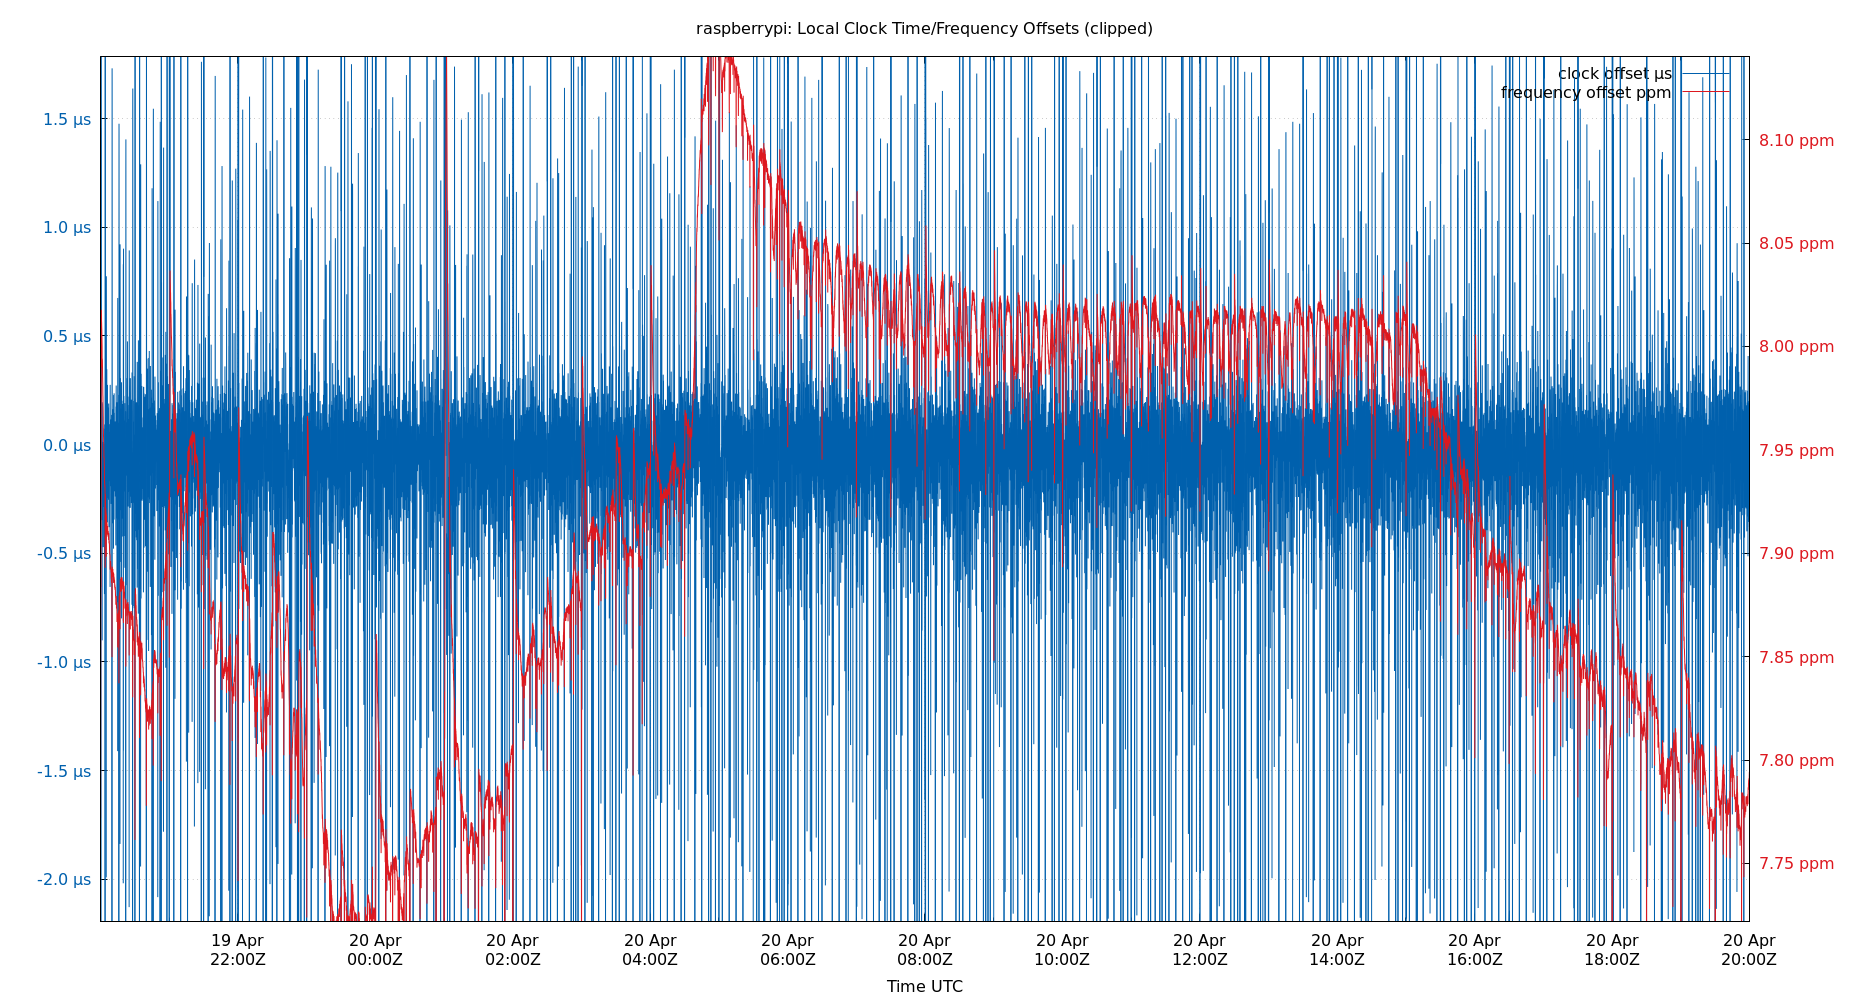 raspberrypi: Local Clock Time/Frequency Offsets (clipped)
clock offset µs
frequency offset ppm
1.5 µs
1.0 µs
0.5 µs
0.0 µs
-0.5 µs
-1.0 µs
-1.5 µs
-2.0 µs
8.10 ppm
8.05 ppm
8.00 ppm
7.95 ppm
7.90 ppm
7.85 ppm
7.80 ppm
7.75 ppm
19 Apr 20 Apr 20 Apr 20 Apr 20 Apr 20 Apr 20 Apr 20 Apr 20 Apr 20 Apr 20 Apr 20 Apr
22:00Z 00:00Z 02:00Z 04:00Z 06:00Z 08:00Z 10:00Z 12:00Z 14:00Z 16:00Z 18:00Z 20:00Z
Time UTC